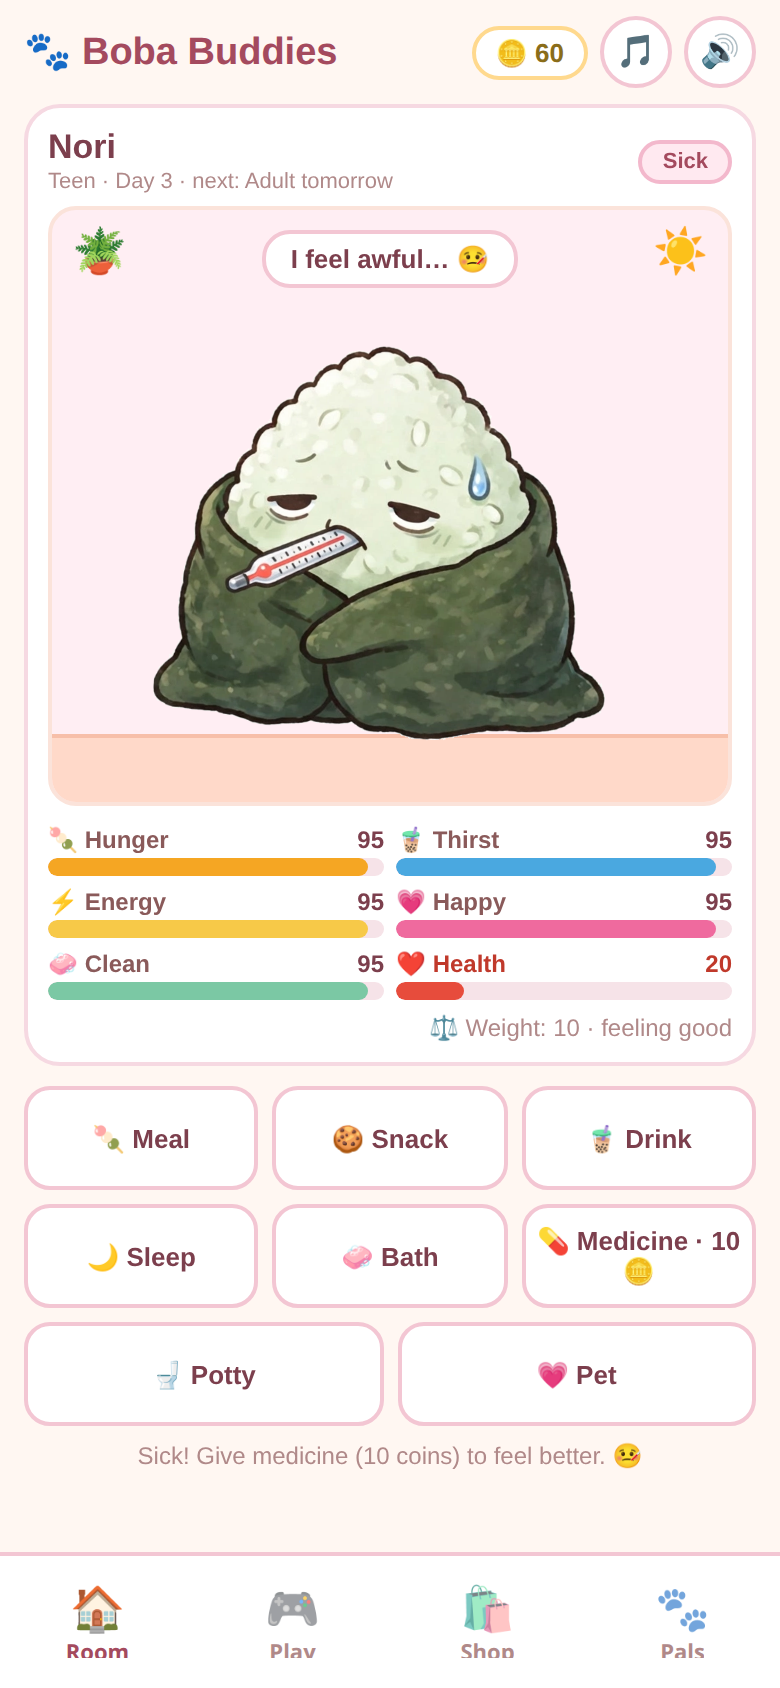 🐾 Boba Buddies 🪙 60 🎵 🔊
Nori
Teen · Day 3 · next: Adult tomorrow
Sick
I feel awful… 🤒
🍡 Hunger 95
🧋 Thirst 95
⚡ Energy 95
💗 Happy 95
🧼 Clean 95
❤️ Health 20
⚖️ Weight: 10 · feeling good
🍡 Meal
🍪 Snack
🧋 Drink
🌙 Sleep
🧼 Bath
💊 Medicine · 10
🪙
🚽 Potty
💗 Pet
Sick! Give medicine (10 coins) to feel better. 🤒
Room
Play
Shop
Pals